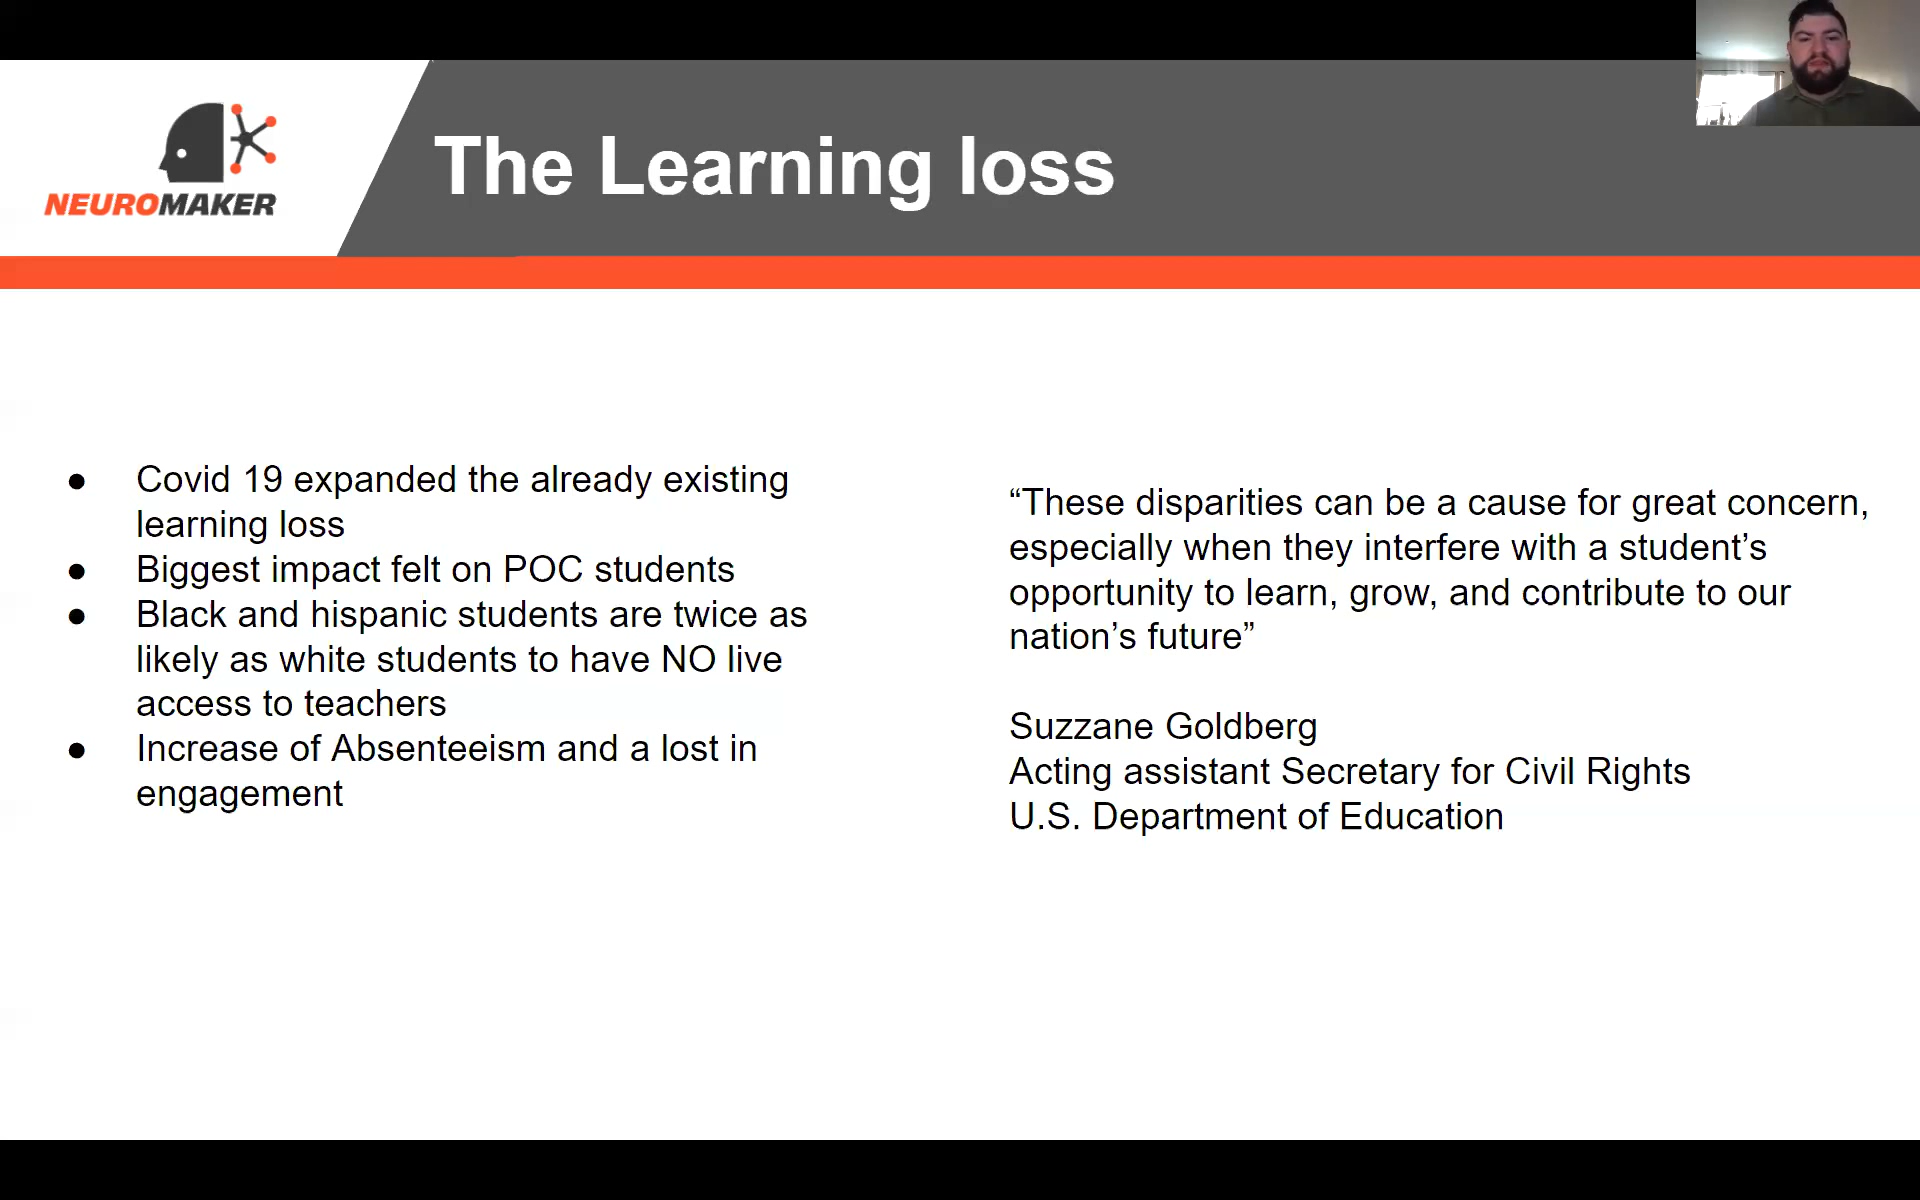 NEUROMAKER
The Learning loss
● Covid 19 expanded the already existing
learning loss
● Biggest impact felt on POC students
● Black and hispanic students are twice as
likely as white students to have NO live
access to teachers
● Increase of Absenteeism and a lost in
engagement
“These disparities can be a cause for great concern,
especially when they interfere with a student’s
opportunity to learn, grow, and contribute to our
nation’s future”
Suzzane Goldberg
Acting assistant Secretary for Civil Rights
U.S. Department of Education